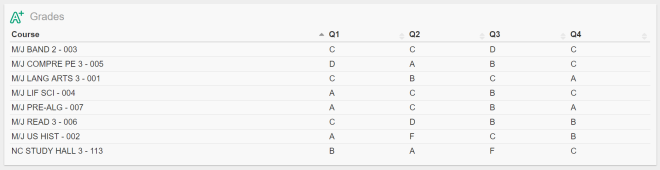 A+ Grades
Course Q1 Q2 Q3 Q4
M/J BAND 2 - 003 C C D C
M/J COMPRE PE 3 - 005 D A B C
M/J LANG ARTS 3 - 001 C B C A
M/J LIF SCI - 004 A C B C
M/J PRE-ALG - 007 A C B A
M/J READ 3 - 006 C D B B
M/J US HIST - 002 A F C B
NC STUDY HALL 3 - 113 B A F C